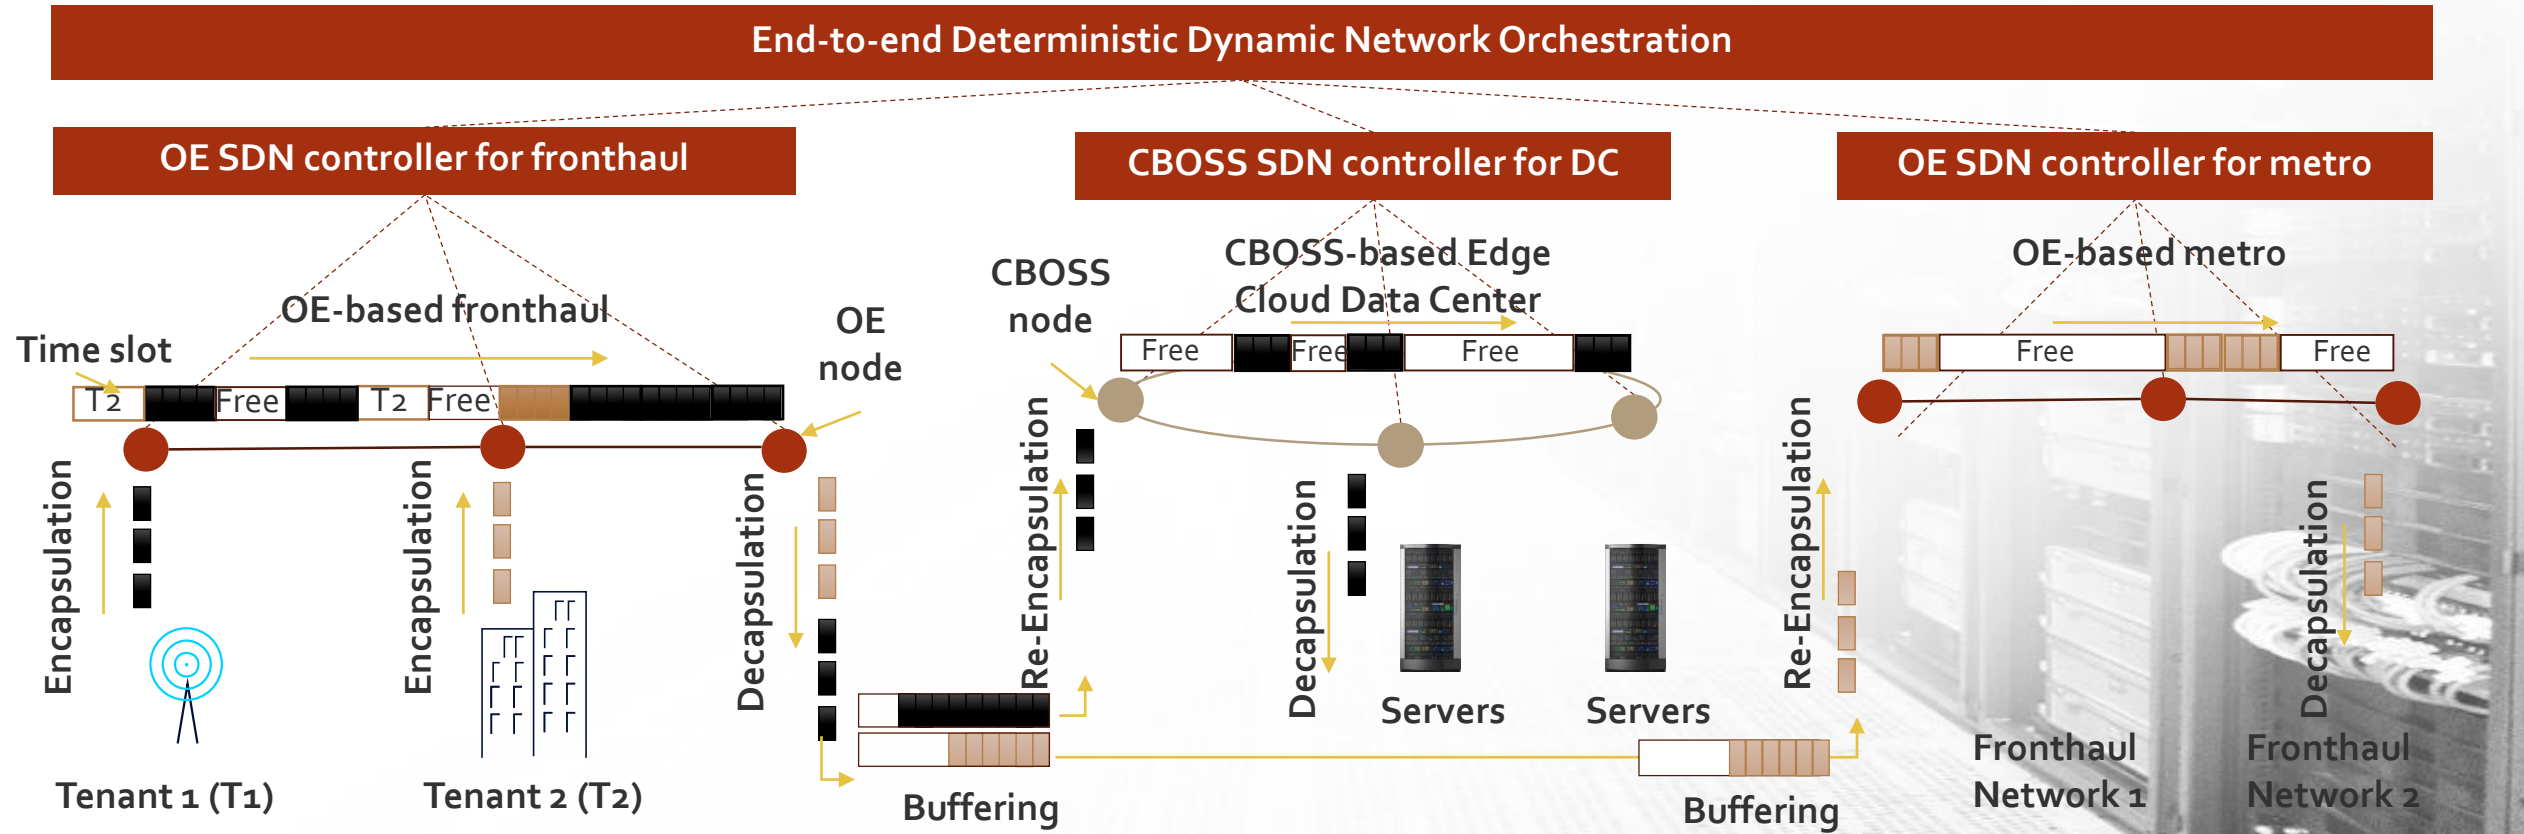 End-to-end Deterministic Dynamic Network Orchestration
OE SDN controller for fronthaul
CBOSS SDN controller for DC
OE SDN controller for metro
OE-based fronthaul
Time slot
T2
Free
T2
Free
OE
node
CBOSS
node
CBOSS-based Edge
Cloud Data Center
Free
Free
Free
OE-based metro
Free
Free
Encapsulation
Encapsulation
Decapsulation
Re-Encapsulation
Decapsulation
Re-Encapsulation
Decapsulation
Servers
Servers
Tenant 1 (T1)
Tenant 2 (T2)
Buffering
Buffering
Fronthaul
Network 1
Fronthaul
Network 2